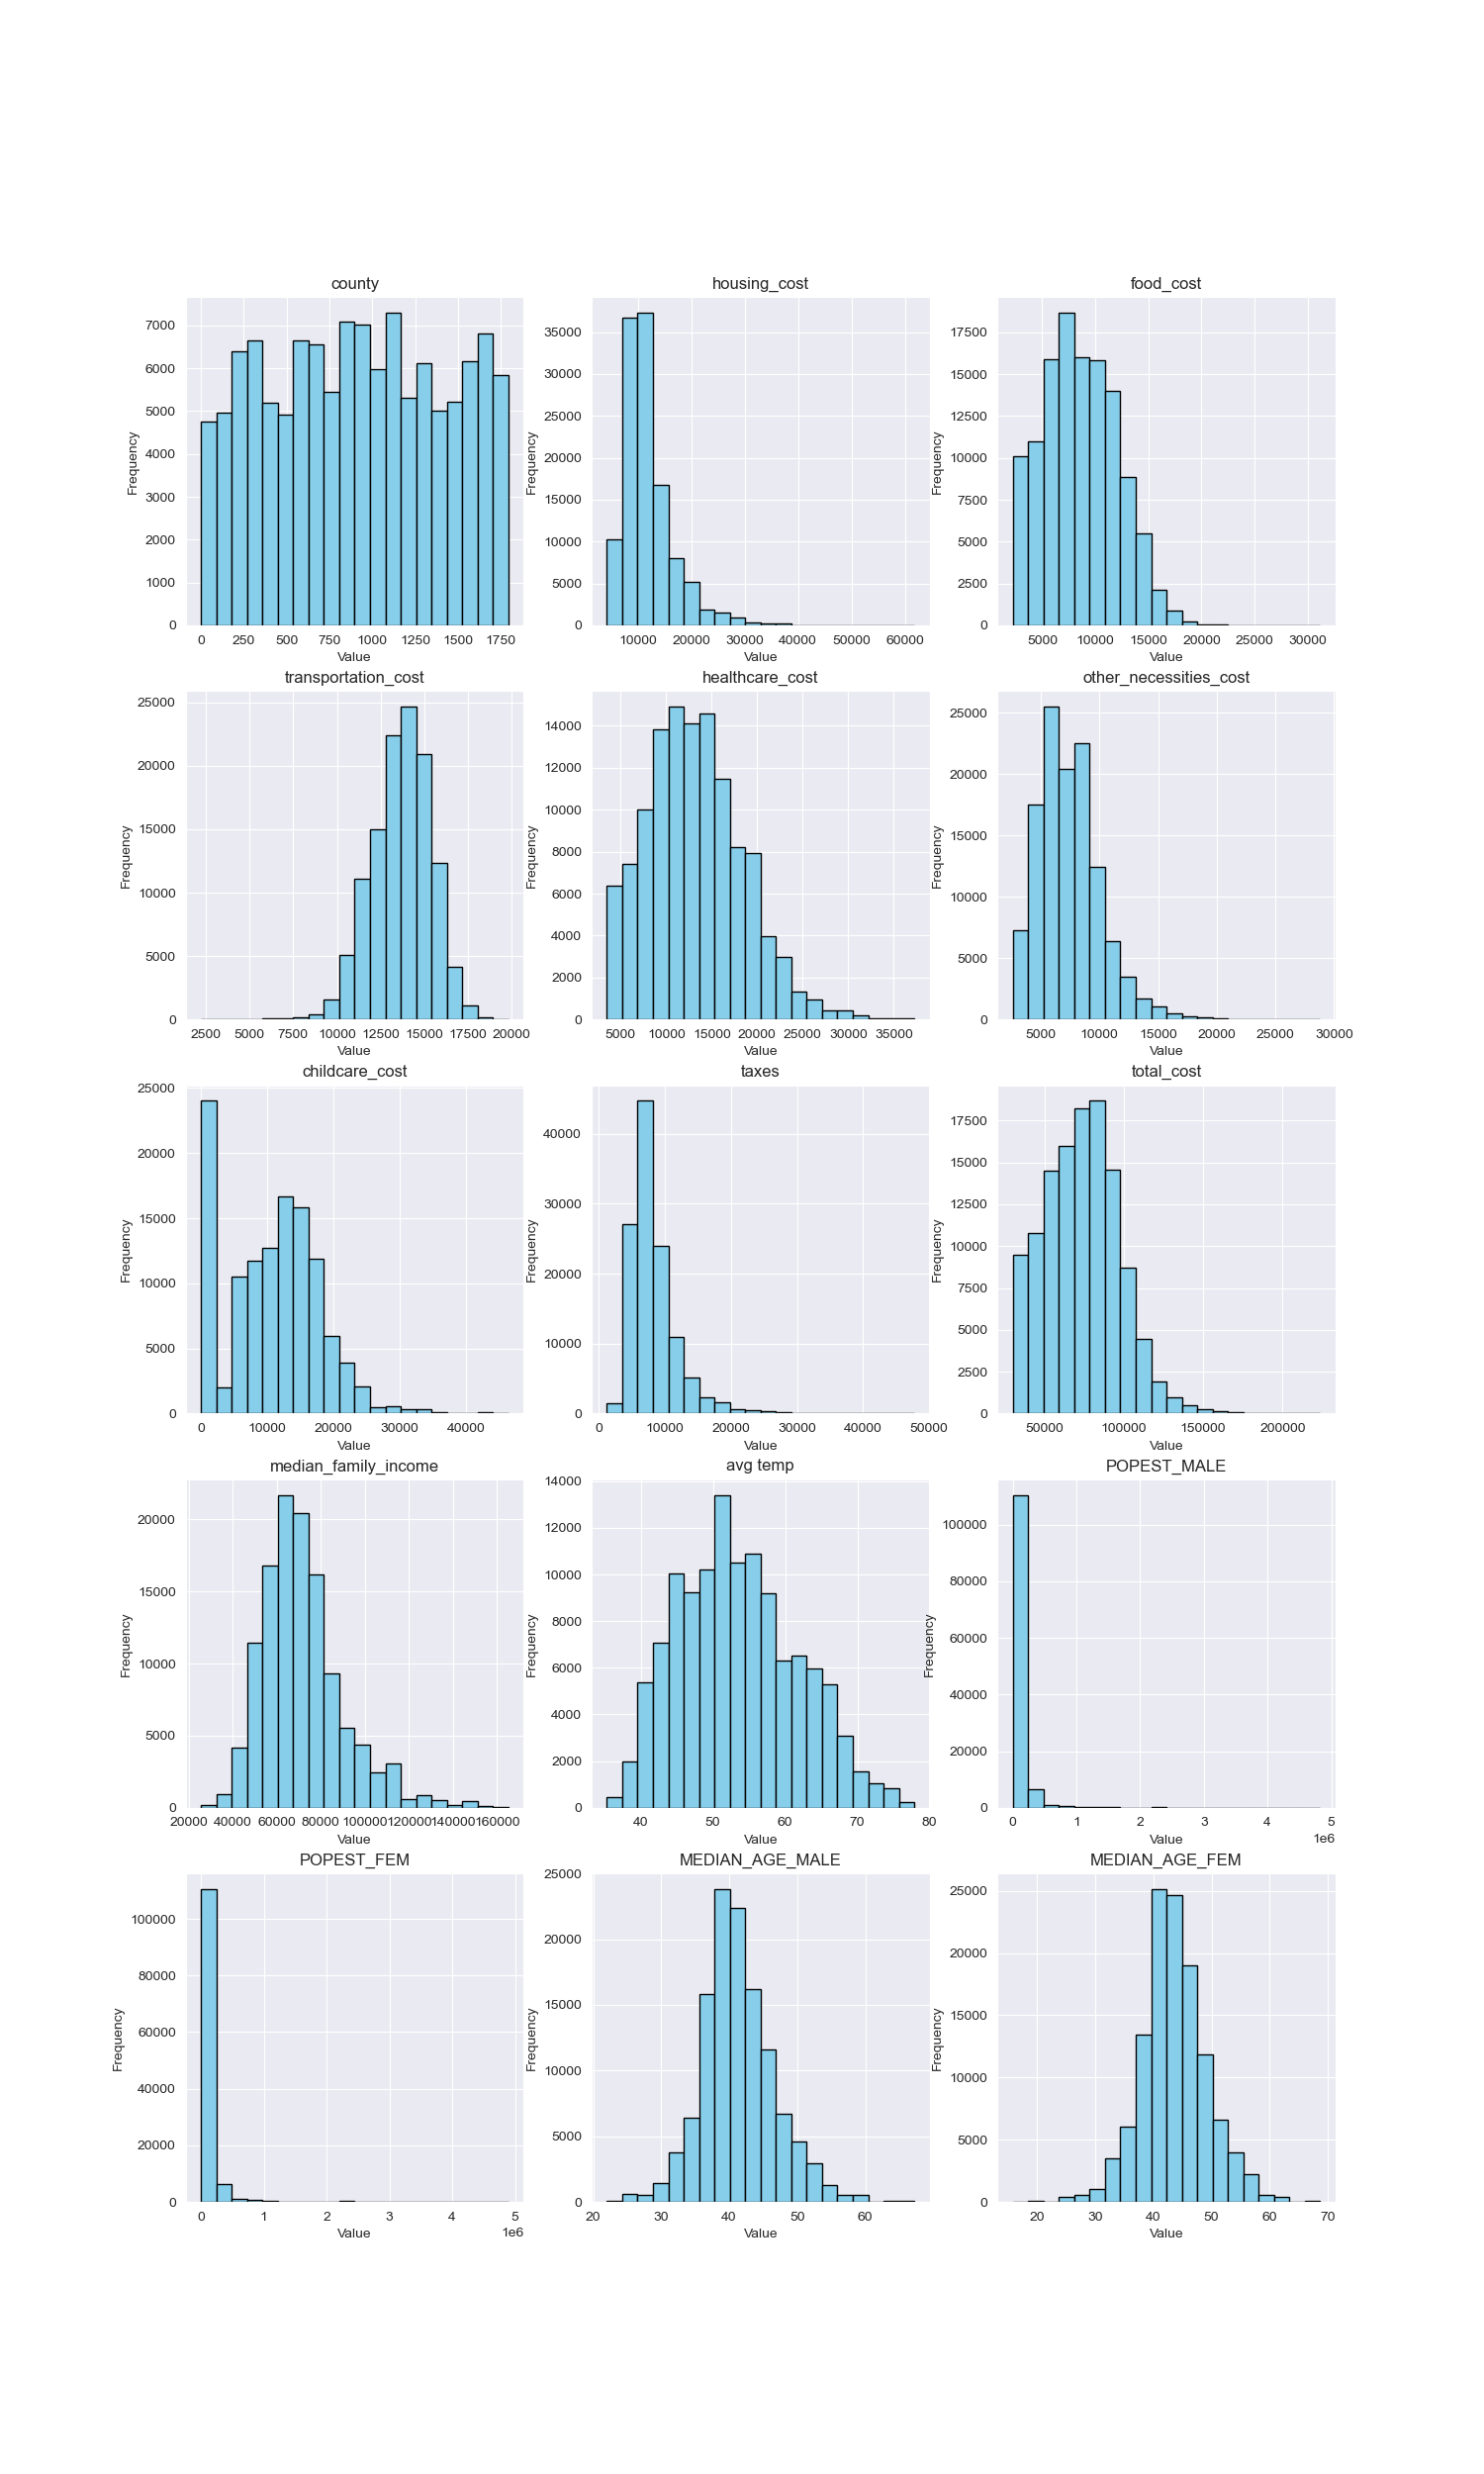 county
7000
6000
5000
4000
3000
2000
1000
0
Frequency
0 250 500 750 1000 1250 1500 1750
Value
housing_cost
35000
30000
25000
20000
15000
10000
5000
0
Frequency
10000 20000 30000 40000 50000 60000
Value
food_cost
17500
15000
12500
10000
7500
5000
2500
0
Frequency
5000 10000 15000 20000 25000 30000
Value
transportation_cost
25000
20000
15000
10000
5000
0
Frequency
2500 5000 7500 10000 12500 15000 17500 20000
Value
healthcare_cost
14000
12000
10000
8000
6000
4000
2000
0
Frequency
5000 10000 15000 20000 25000 30000 35000
Value
other_necessities_cost
25000
20000
15000
10000
5000
0
Frequency
5000 10000 15000 20000 25000 30000
Value
childcare_cost
25000
20000
15000
10000
5000
0
Frequency
0 10000 20000 30000 40000
Value
taxes
40000
30000
20000
10000
0
Frequency
0 10000 20000 30000 40000 50000
Value
total_cost
17500
15000
12500
10000
7500
5000
2500
0
Frequency
50000 100000 150000 200000
Value
median_family_income
20000
15000
10000
5000
0
Frequency
20000 40000 60000 80000 100000 120000 140000 160000
Value
avg temp
14000
12000
10000
8000
6000
4000
2000
0
Frequency
40 50 60 70 80
Value
POPEST_MALE
100000
80000
60000
40000
20000
0
Frequency
0 1 2 3 4 5
1e6
Value
POPEST_FEM
100000
80000
60000
40000
20000
0
Frequency
0 1 2 3 4 5
1e6
Value
MEDIAN_AGE_MALE
25000
20000
15000
10000
5000
0
Frequency
20 30 40 50 60
Value
MEDIAN_AGE_FEM
25000
20000
15000
10000
5000
0
Frequency
20 30 40 50 60 70
Value